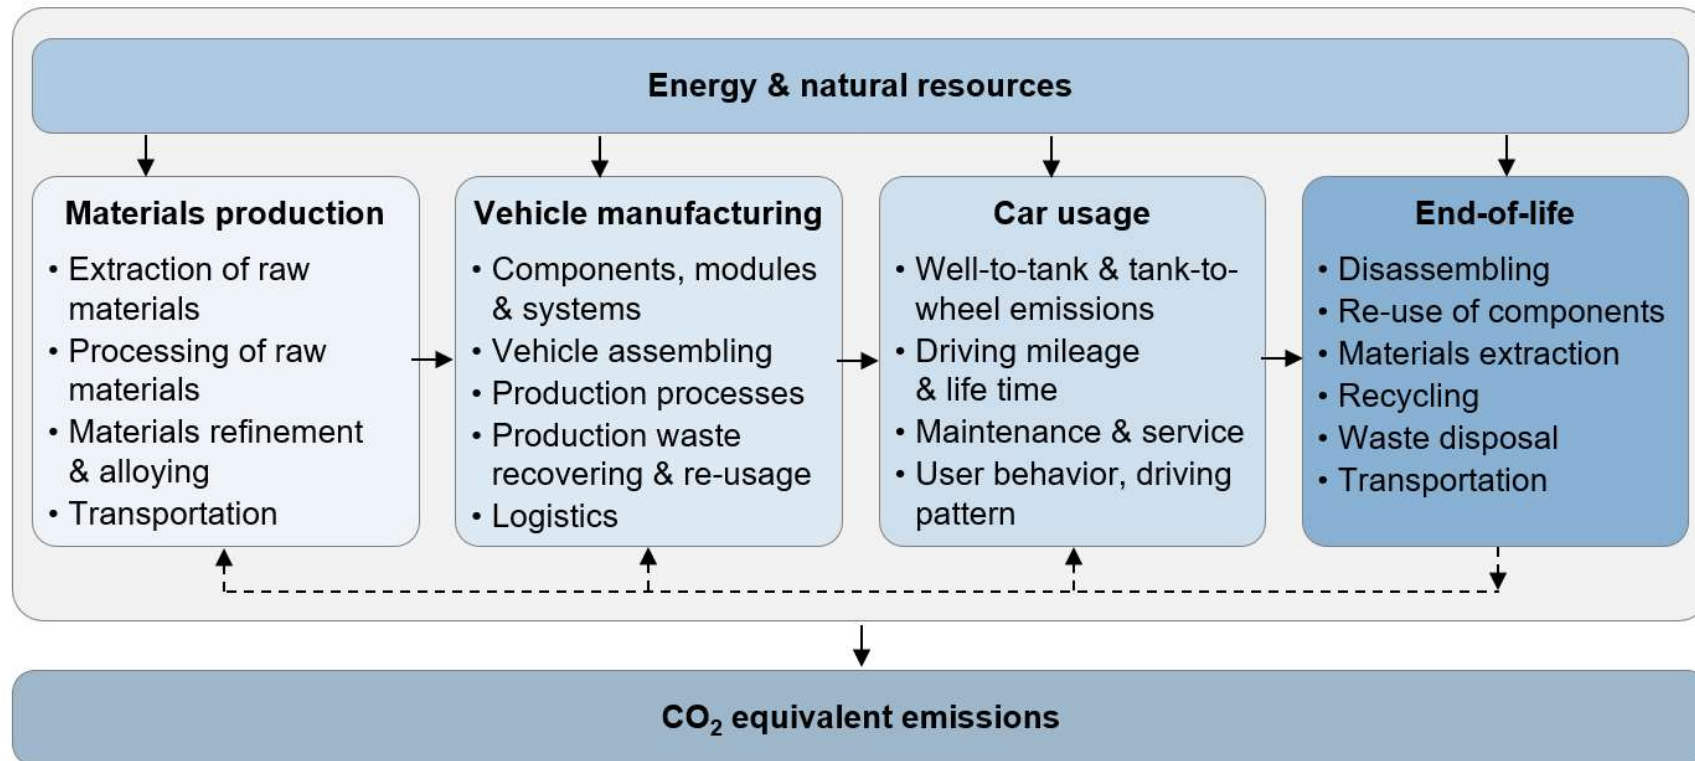 Energy & natural resources
Materials production
• Extraction of raw
materials
• Processing of raw
materials
• Materials refinement
& alloying
• Transportation
Vehicle manufacturing
• Components, modules
& systems
• Vehicle assembling
• Production processes
• Production waste
recovering & re-usage
• Logistics
Car usage
• Well-to-tank & tank-to-
wheel emissions
• Driving mileage
& life time
• Maintenance & service
• User behavior, driving
pattern
End-of-life
• Disassembling
• Re-use of components
• Materials extraction
• Recycling
• Waste disposal
• Transportation
CO₂ equivalent emissions